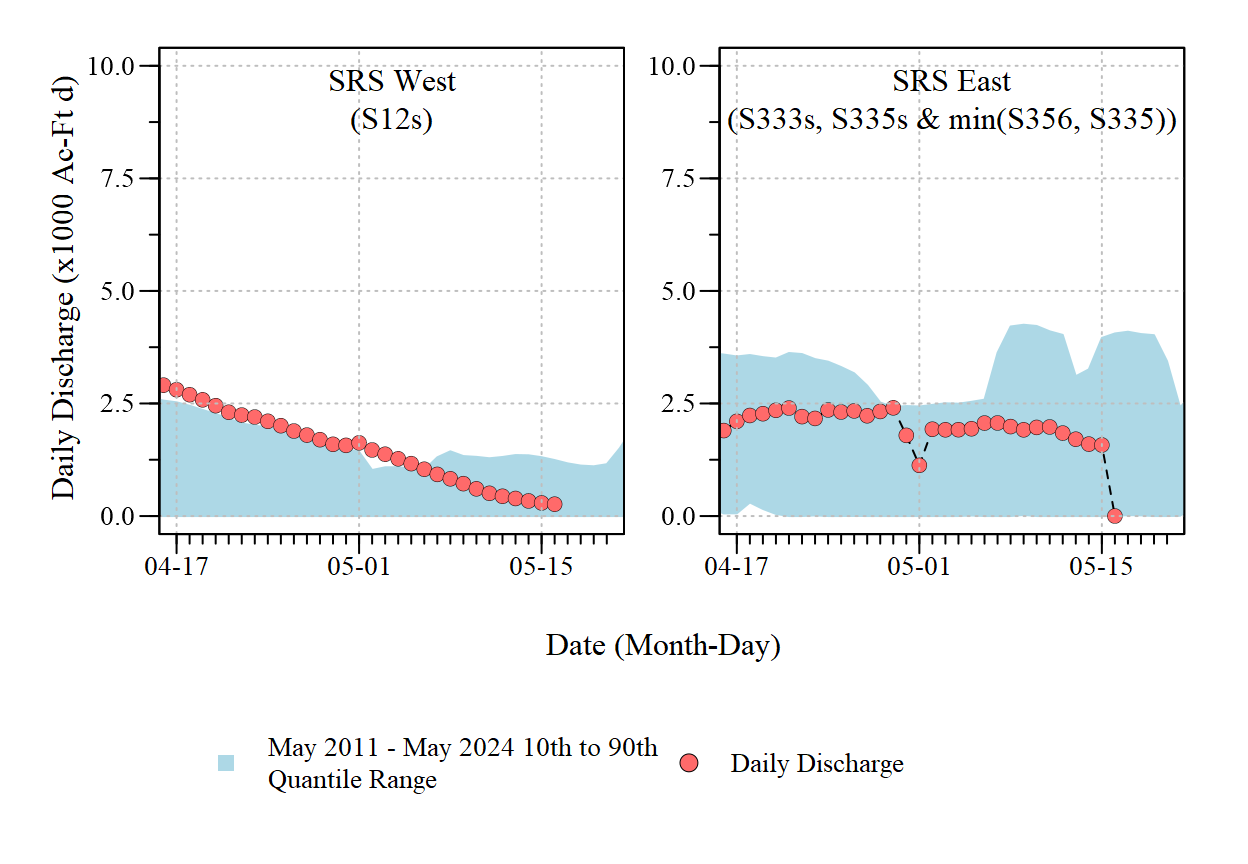 SRS West
(S12s)
SRS East
(S333s, S335s & min(S356, S335))
Daily Discharge (x1000 Ac-Ft d)
10.0
7.5
5.0
2.5
0.0
10.0
7.5
5.0
2.5
0.0
04-17
05-01
05-15
04-17
05-01
05-15
Date (Month-Day)
May 2011 - May 2024 10th to 90th
Quantile Range
Daily Discharge